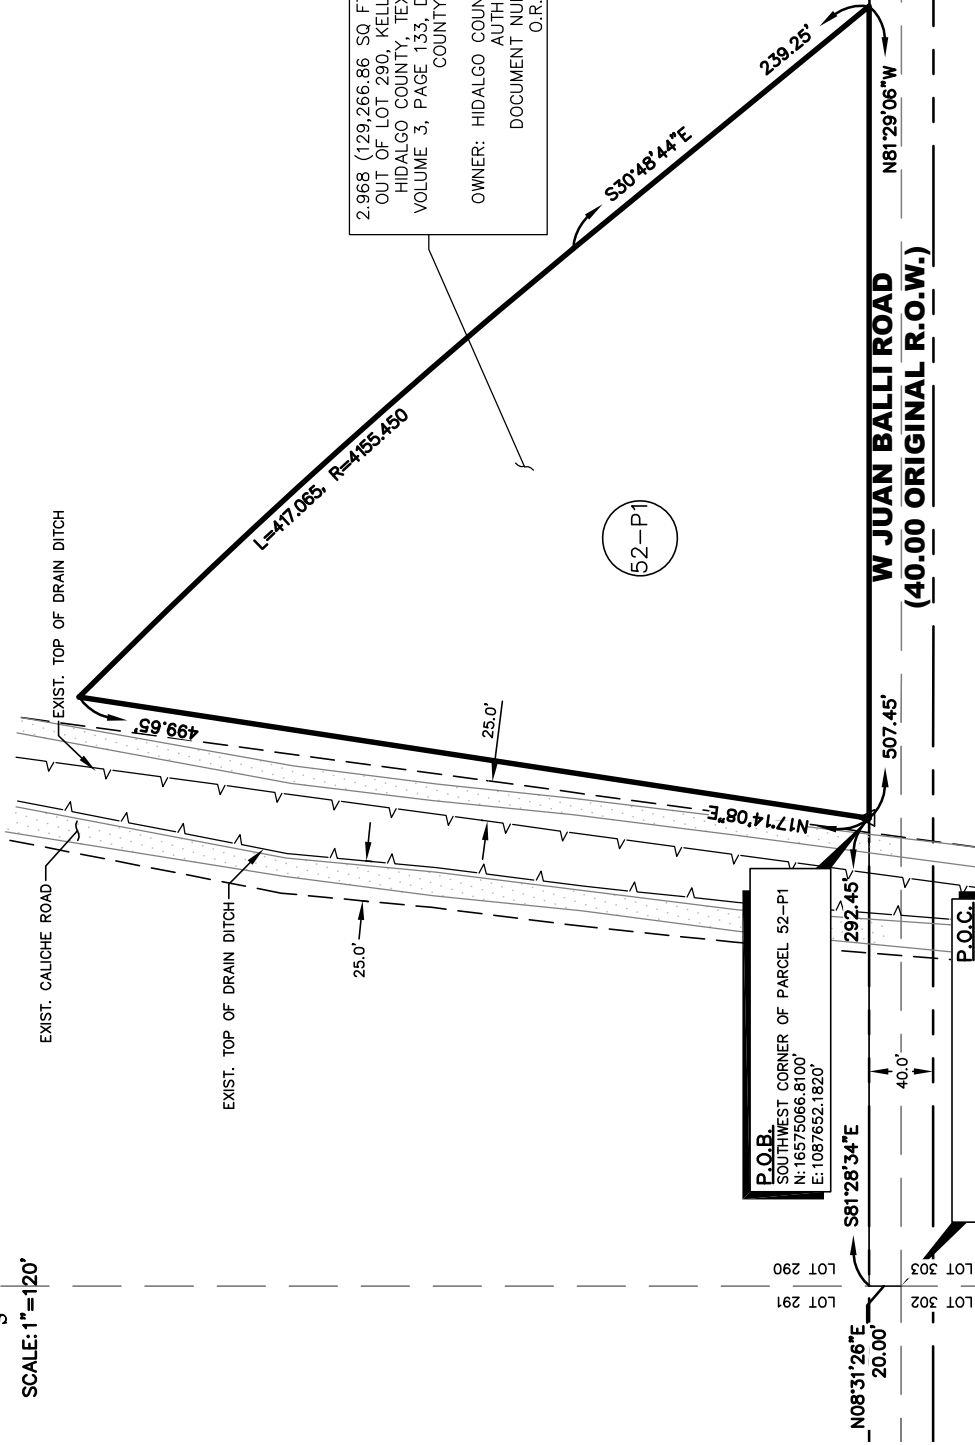 SCALE: 1"=120'
2.968 (129,266.86 SQ F
OUT OF LOT 290, KELL
HIDALGO COUNTY, TEX
VOLUME 3, PAGE 133, D
COUNTY
OWNER: HIDALGO COUN
AUTH
DOCUMENT NU
O.R.
EXIST. TOP OF DRAIN DITCH
EXIST. CALICHE ROAD
EXIST. TOP OF DRAIN DITCH
25.0'
25.0'
499.65'
N17°14'08"E
L=417.065, R=4155.450
S30°48'44"E
239.25'
N81°29'06"W
507.45'
52-P1
W JUAN BALLI ROAD
(40.00 ORIGINAL R.O.W.)
P.O.B.
SOUTHWEST CORNER OF PARCEL 52-P1
N:16575066.8100'
E:1087652.1820'
292.45'
S81°28'34"E
40.0'
P.O.C.
LOT 290
LOT 291
LOT 303
LOT 302
N08°31'26"E
20.00'